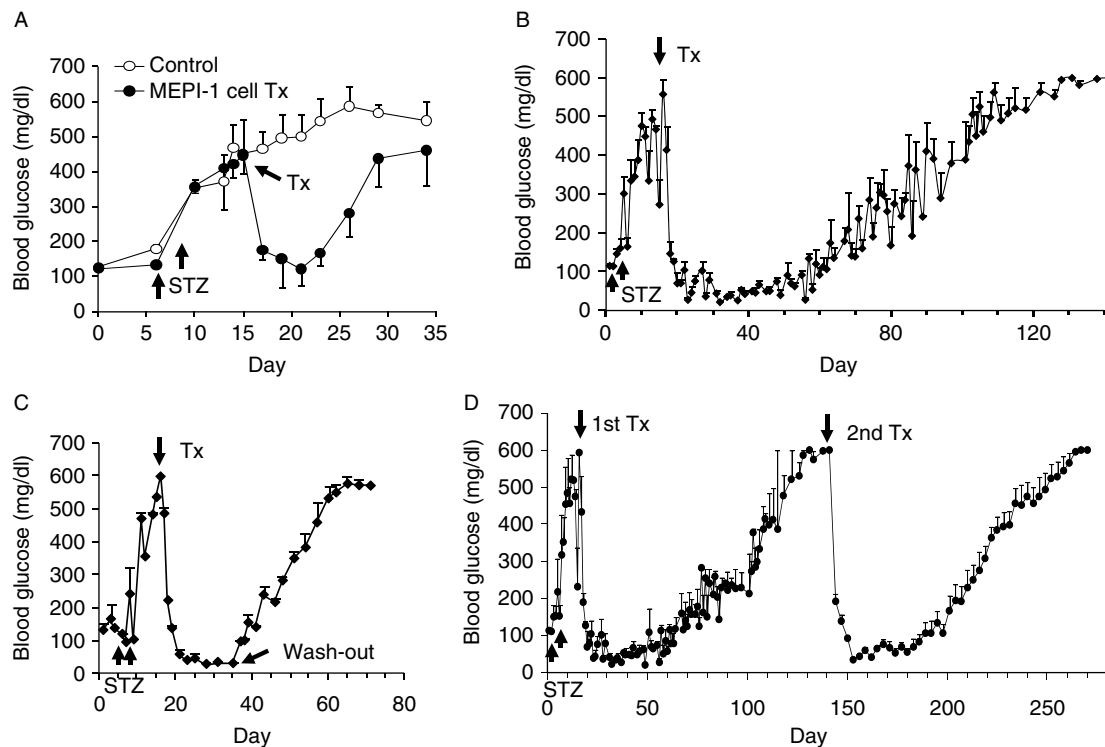 A
Control
MEPI-1 cell Tx
Blood glucose (mg/dl)
700
600
500
400
300
200
100
0
Tx
STZ
0 5 10 15 20 25 30 35
Day
B
Blood glucose (mg/dl)
700
600
500
400
300
200
100
0
Tx
STZ
0 40 80 120
Day
C
Blood glucose (mg/dl)
700
600
500
400
300
200
100
0
Tx
Wash-out
STZ
0 20 40 60 80
Day
D
Blood glucose (mg/dl)
700
600
500
400
300
200
100
0
1st Tx
2nd Tx
STZ
0 50 100 150 200 250
Day